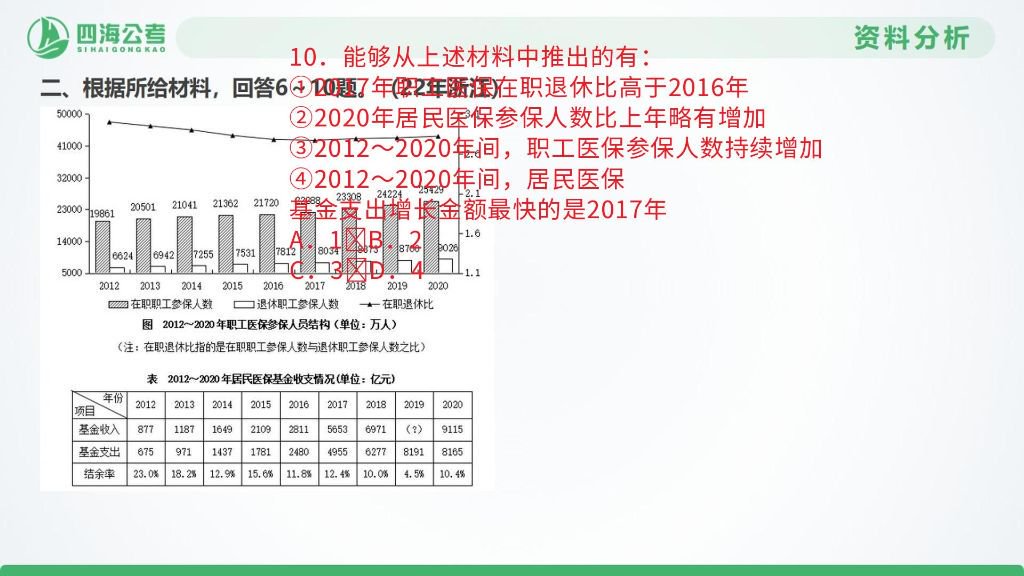 四海公考
SIHAIGONGKAO
资料分析
10．能够从上述材料中推出的有：
①2017年职工医保在职退休比高于2016年
②2020年居民医保参保人数比上年略有增加
③2012～2020年间，职工医保参保人数持续增加
④2012～2020年间，居民医保
基金支出增长金额最快的是2017年
A．1 B．2
C．3 D．4
二、根据所给材料，回答6～10题。（22年浙江）
50000
41000
32000
23000
14000
5000
2.1
1.6
1.1
19861 20501 21041 21362 21720 23308 24224 25429
6624 6942 7255 7531 7812 8034 9026
2012 2013 2014 2015 2016 2017 2018 2019 2020
在职职工参保人数 退休职工参保人数 在职退休比
图 2012～2020年职工医保参保人员结构（单位：万人）
（注：在职退休比指的是在职职工参保人数与退休职工参保人数之比）
表 2012～2020年居民医保基金收支情况(单位：亿元)
年份 项目 2012 2013 2014 2015 2016 2017 2018 2019 2020
基金收入 877 1187 1649 2109 2811 5653 6971 （?） 9115
基金支出 675 971 1437 1781 2480 4955 6277 8191 8165
结余率 23.0% 18.2% 12.9% 15.6% 11.8% 12.4% 10.0% 4.5% 10.4%